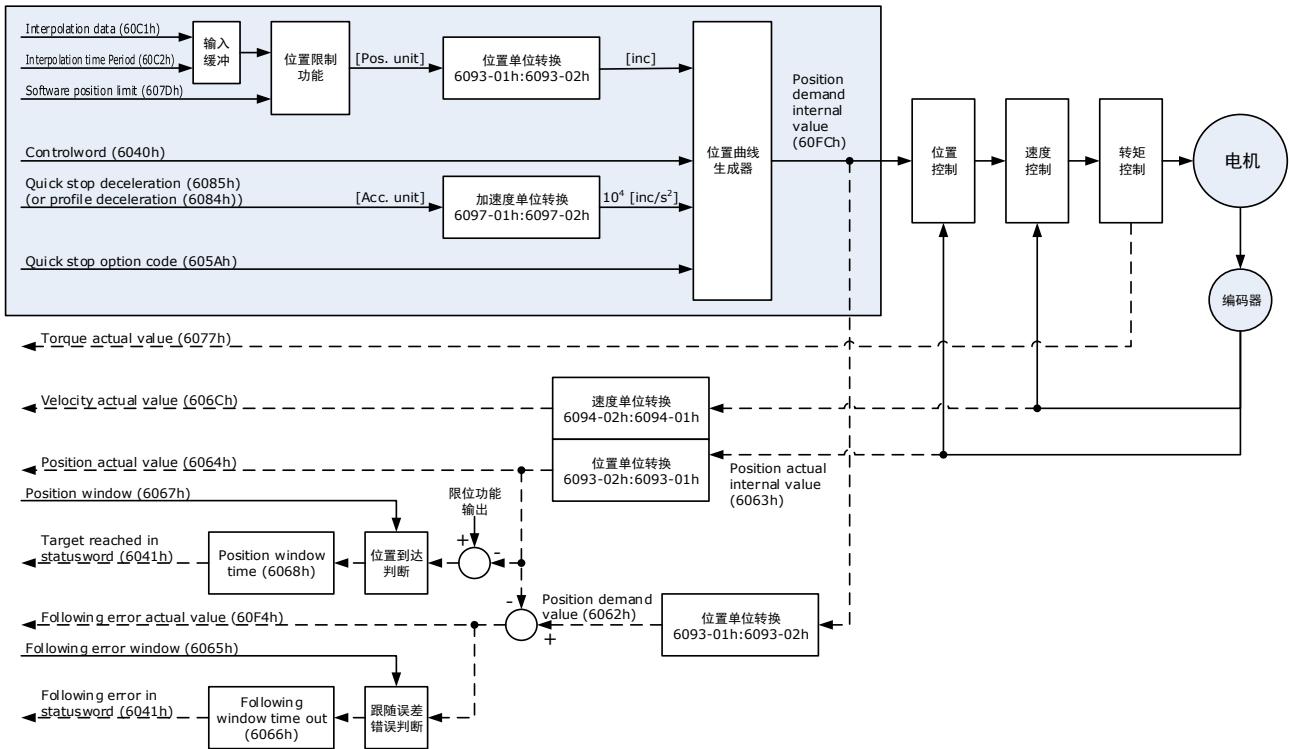 Interpolation data (60C1h)
Interpolation time Period (60C2h)
Software position limit (607Dh)
输入
缓冲
位置限制
功能
[Pos. unit]
位置单位转换
6093-01h:6093-02h
[inc]
Controlword (6040h)
Quick stop deceleration (6085h)
(or profile deceleration (6084h))
[Acc. unit]
加速度单位转换
6097-01h:6097-02h
10⁴ [inc/s²]
Quick stop option code (605Ah)
位置曲线
生成器
Position
demand
internal
value
(60FCh)
位置
控制
速度
控制
转矩
控制
电机
编码器
Torque actual value (6077h)
Velocity actual value (606Ch)
速度单位转换
6094-02h:6094-01h
Position actual value (6064h)
位置单位转换
6093-02h:6093-01h
Position actual
internal value
(6063h)
Position window (6067h)
限位功能
输出
+
-
Target reached in
statusword (6041h)
Position window
time (6068h)
位置到达
判断
Following error actual value (60F4h)
-
+
Position demand
value (6062h)
位置单位转换
6093-01h:6093-02h
Following error window (6065h)
Following error in
statusword (6041h)
Following
window time out
(6066h)
跟随误差
错误判断